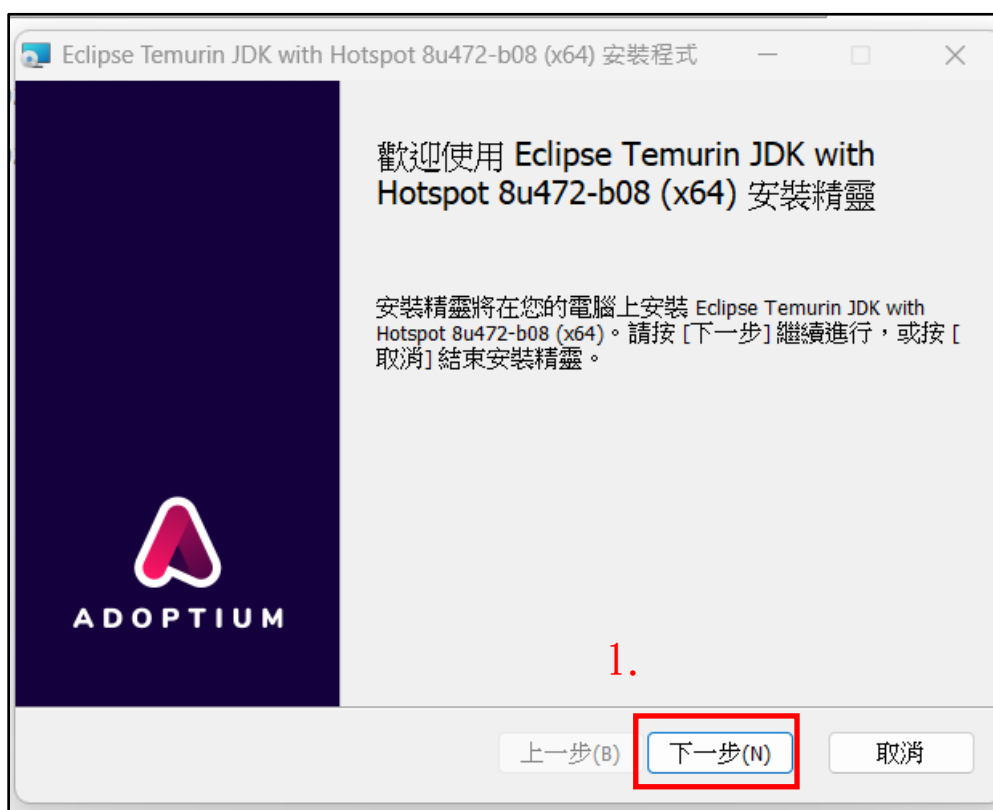 Eclipse Temurin JDK with Hotspot 8u472-b08 (x64) 安裝程式
歡迎使用 Eclipse Temurin JDK with
Hotspot 8u472-b08 (x64) 安裝精靈
安裝精靈將在您的電腦上安裝 Eclipse Temurin JDK with
Hotspot 8u472-b08 (x64)。請按 [下一步] 繼續進行，或按 [
取消] 結束安裝精靈。
ADOPTIUM
1.
上一步(B)
下一步(N)
取消